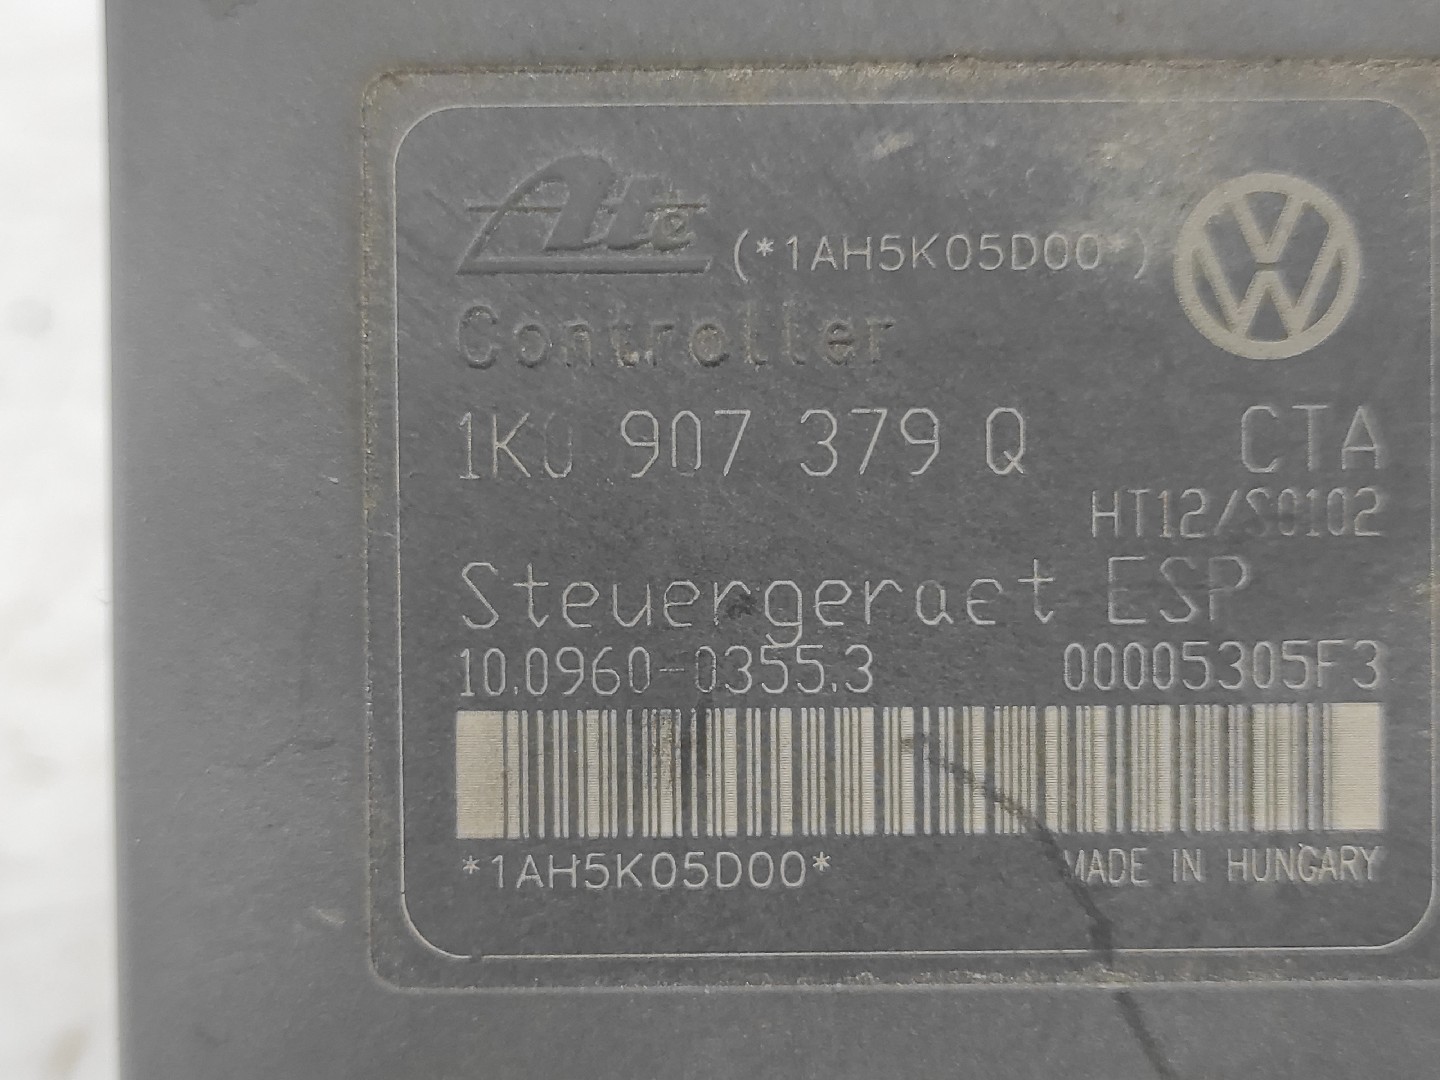 Ate (*1AH5K05D00*)
Controller
1K0 907 379 Q CTA
HT12/S0102
Steuergeraet ESP
10.0960-0355.3 00005305F3
*1AH5K05D00* MADE IN HUNGARY